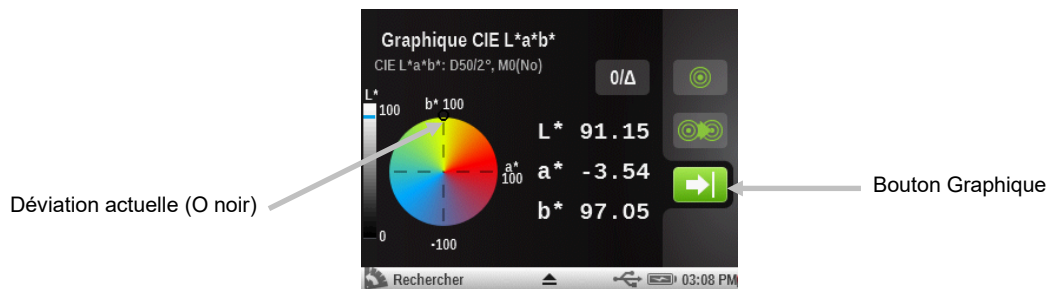 Graphique CIE L*a*b*
CIE L*a*b*: D50/2°, M0(No)
0/Δ
L*
100
b* 100
L* 91.15
a*
100
a* -3.54
b* 97.05
0
-100
Rechercher
03:08 PM
Déviation actuelle (O noir)
Bouton Graphique